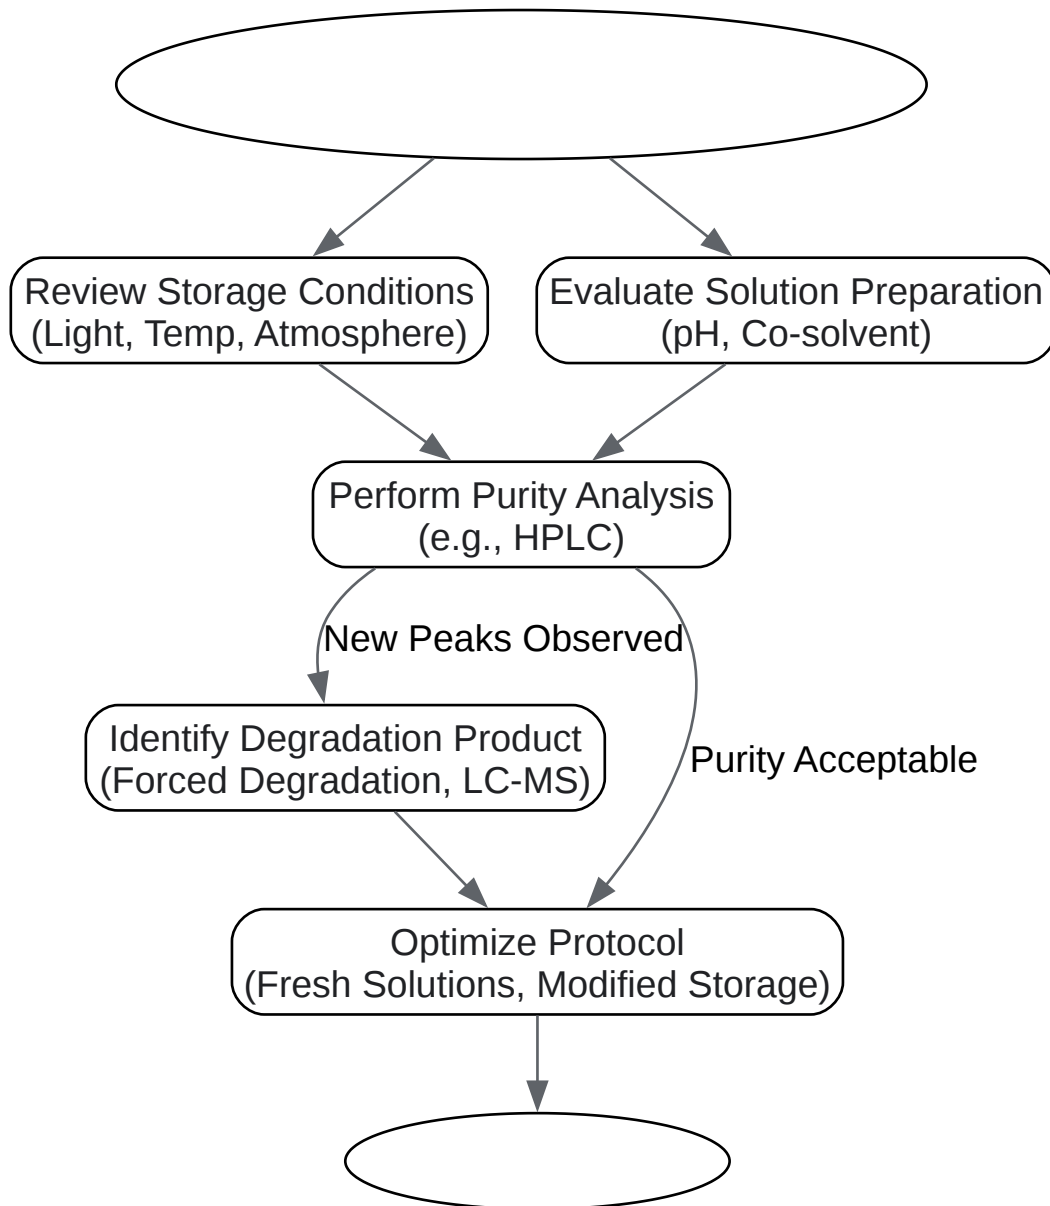 Review Storage Conditions
(Light, Temp, Atmosphere)
Evaluate Solution Preparation
(pH, Co-solvent)
Perform Purity Analysis
(e.g., HPLC)
New Peaks Observed
Identify Degradation Product
(Forced Degradation, LC-MS)
Purity Acceptable
Optimize Protocol
(Fresh Solutions, Modified Storage)